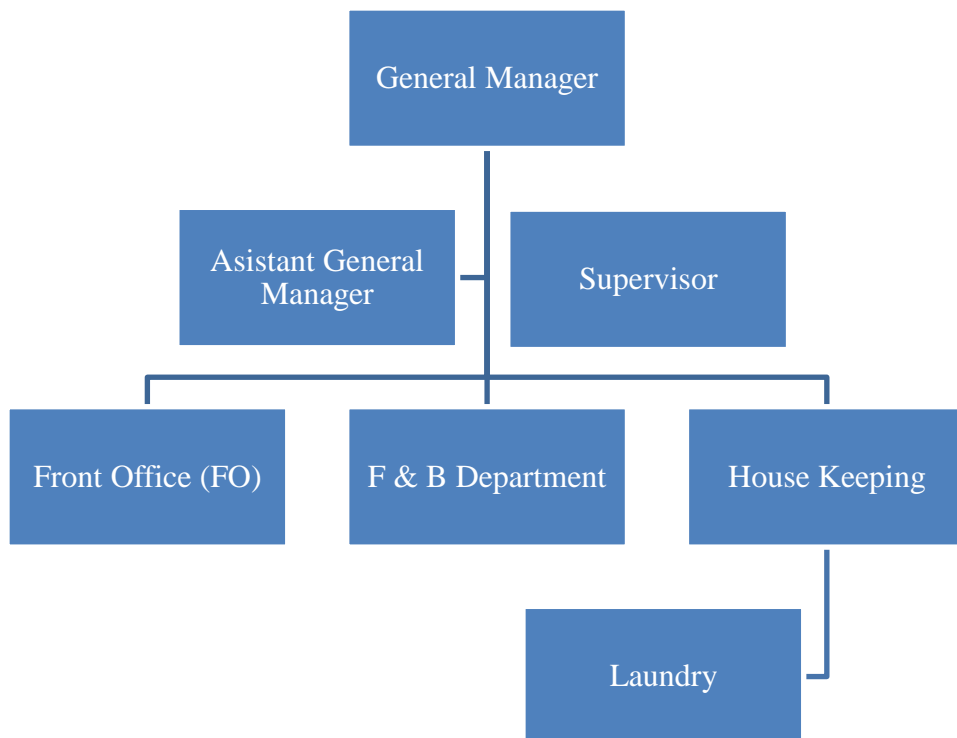 General Manager
Asistant General
Manager
Supervisor
Front Office (FO)
F & B Department
House Keeping
Laundry